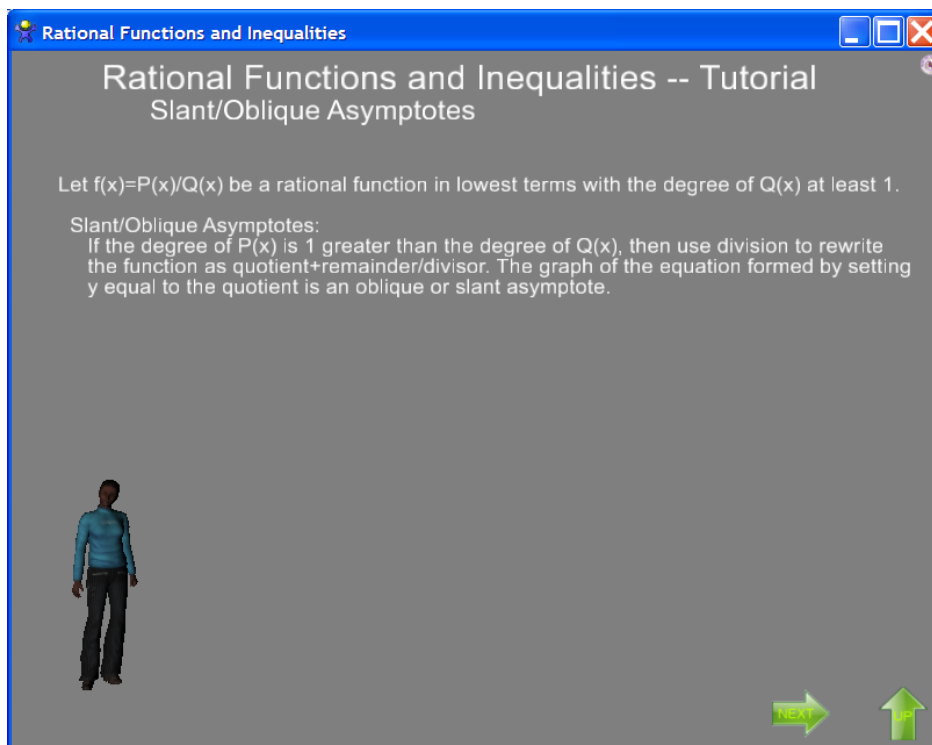 Rational Functions and Inequalities
Rational Functions and Inequalities -- Tutorial
Slant/Oblique Asymptotes
Let f(x)=P(x)/Q(x) be a rational function in lowest terms with the degree of Q(x) at least 1.
Slant/Oblique Asymptotes:
If the degree of P(x) is 1 greater than the degree of Q(x), then use division to rewrite
the function as quotient+remainder/divisor. The graph of the equation formed by setting
y equal to the quotient is an oblique or slant asymptote.
NEXT
UP